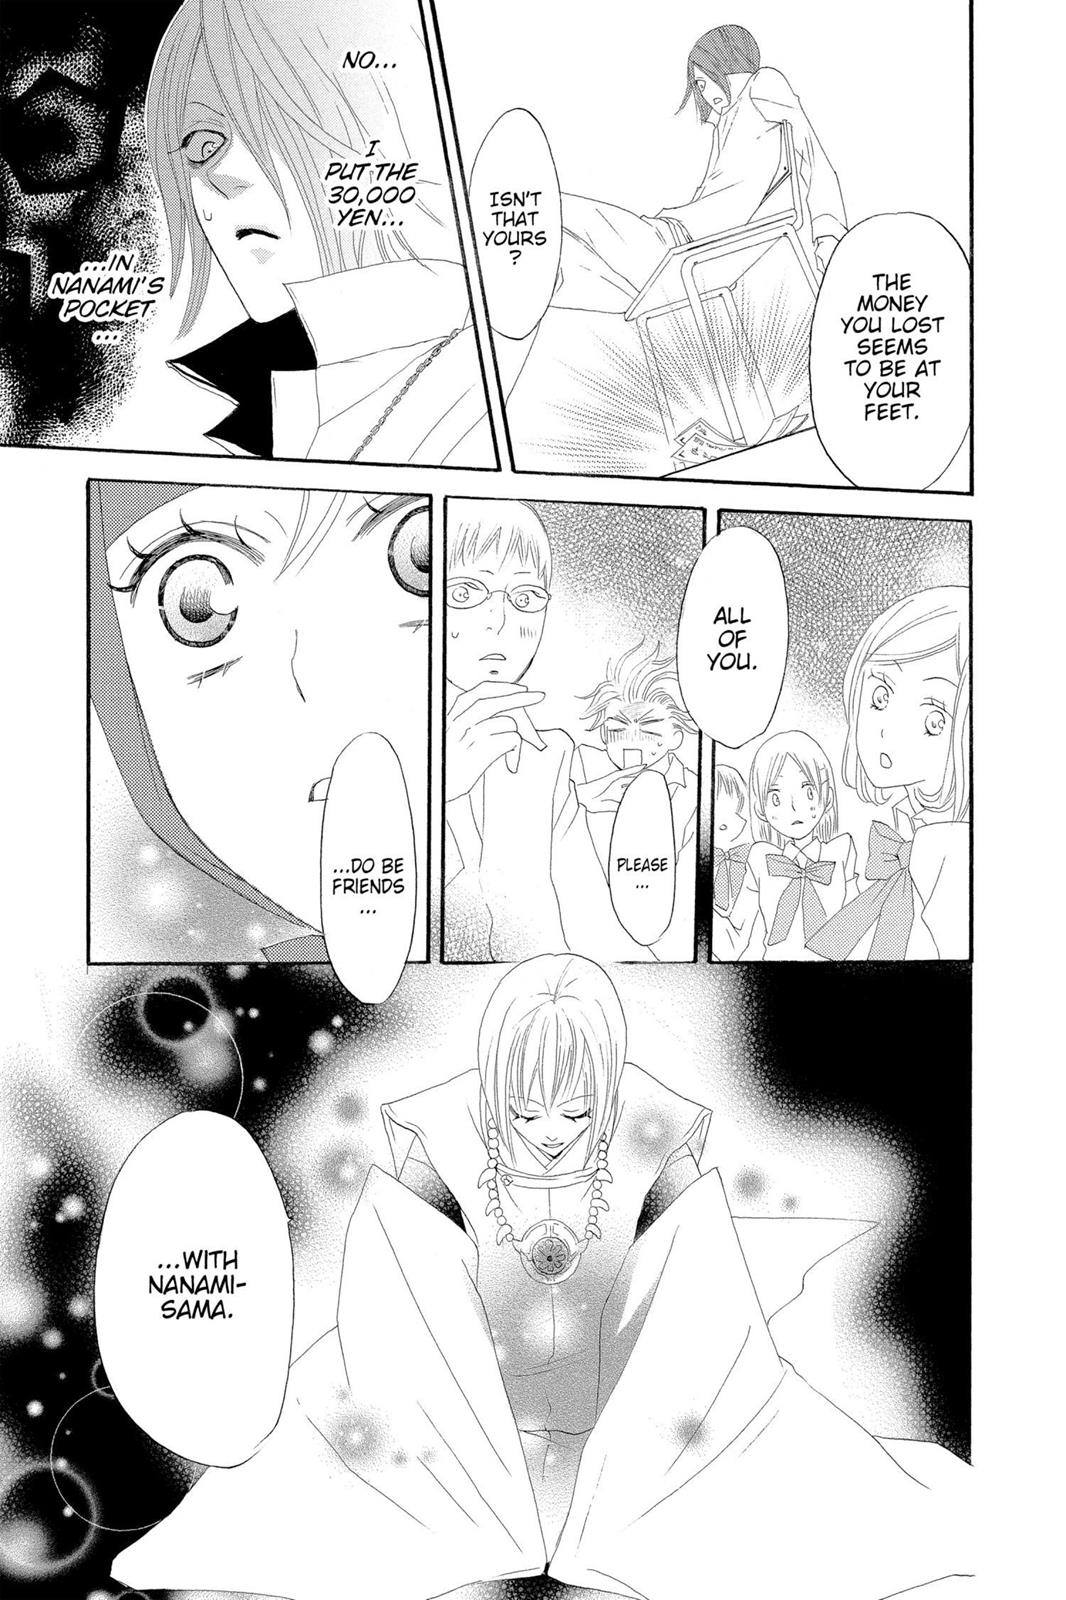 THE
MONEY
YOU LOST
SEEMS
TO BE AT
YOUR
FEET.
ISN'T
THAT
YOURS
?
NO...
I
PUT THE
30,000
YEN...
...IN
NANAMI'S
POCKET
...
ALL
OF
YOU.
PLEASE
...
...DO BE
FRIENDS
...
...WITH
NANAMI-
SAMA.